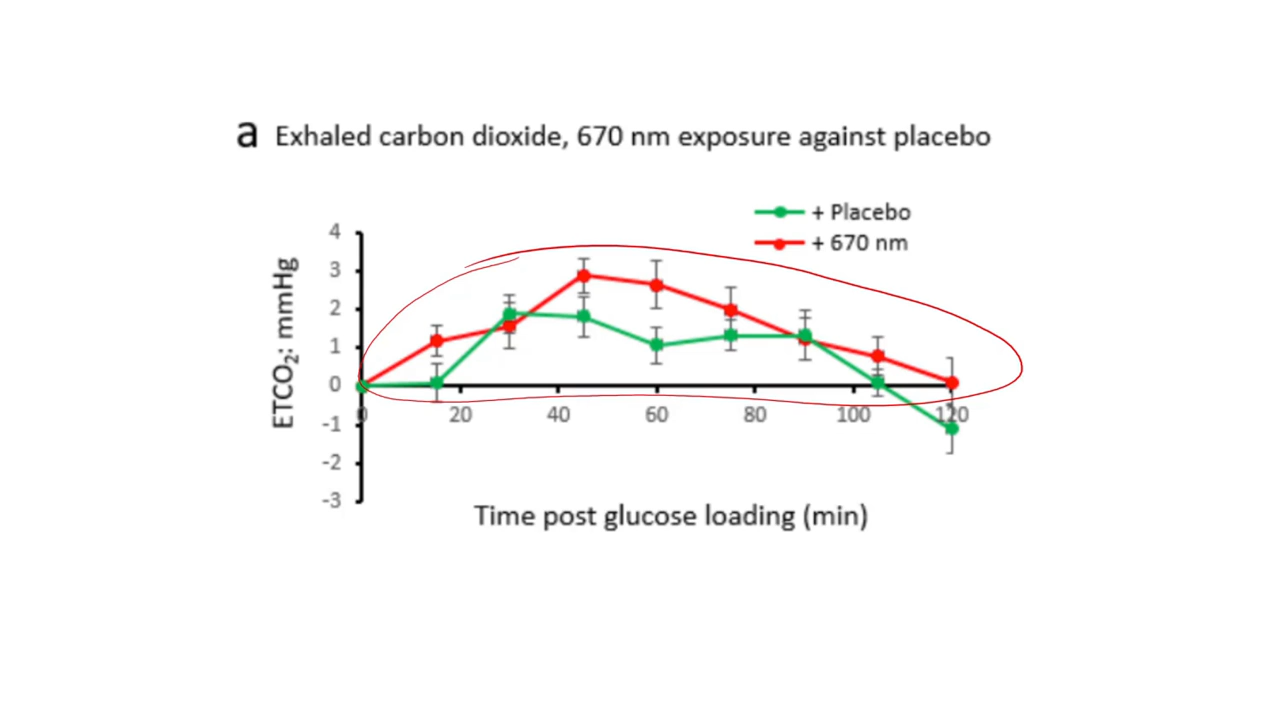 a Exhaled carbon dioxide, 670 nm exposure against placebo
+ Placebo
+ 670 nm
4
3
2
1
0
-1
-2
-3
ETCO₂: mmHg
0 20 40 60 80 100 120
Time post glucose loading (min)